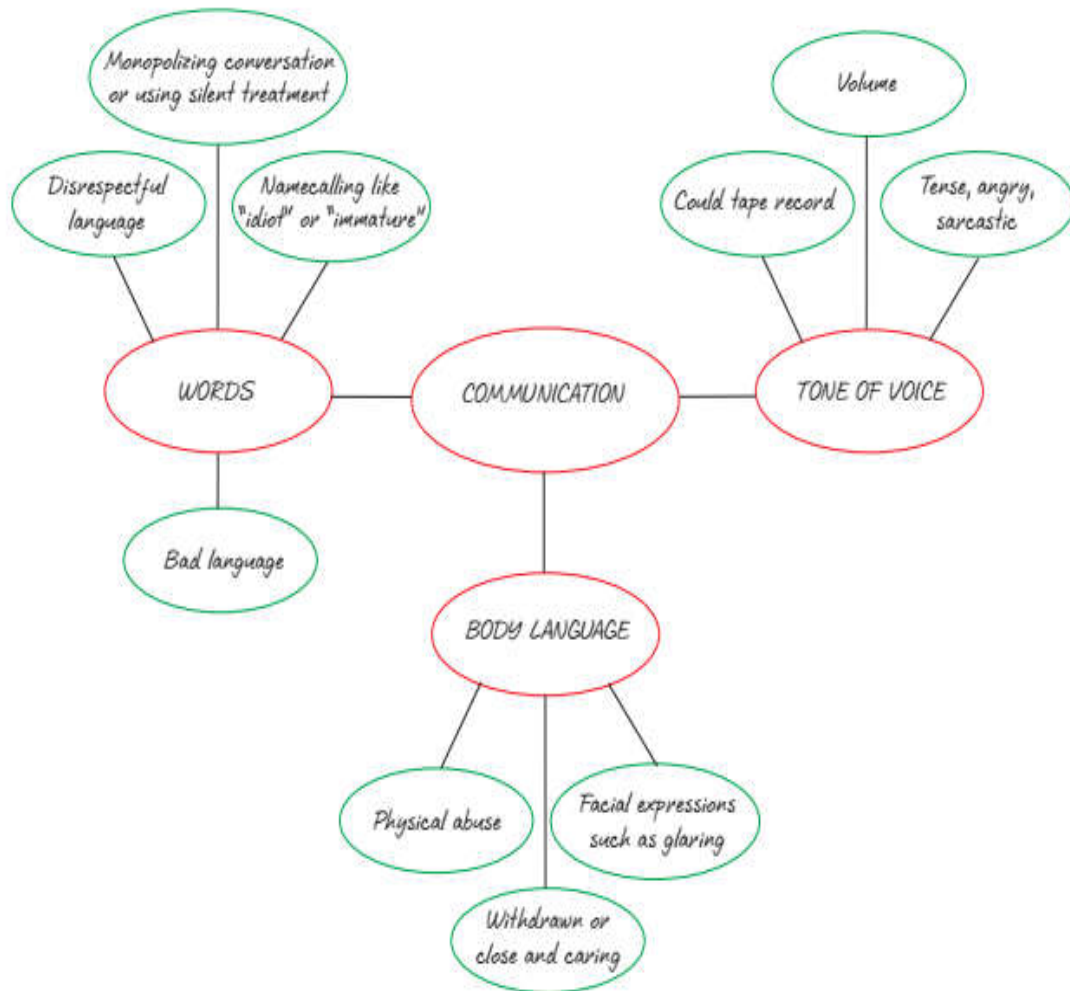 Monopolizing conversation
or using silent treatment
Volume
Disrespectful
language
Namecalling like
"idiot" or "immature"
Could tape record
Tense, angry,
sarcastic
WORDS
COMMUNICATION
TONE OF VOICE
Bad language
BODY LANGUAGE
Physical abuse
Facial expressions
such as glaring
Withdrawn or
close and caring